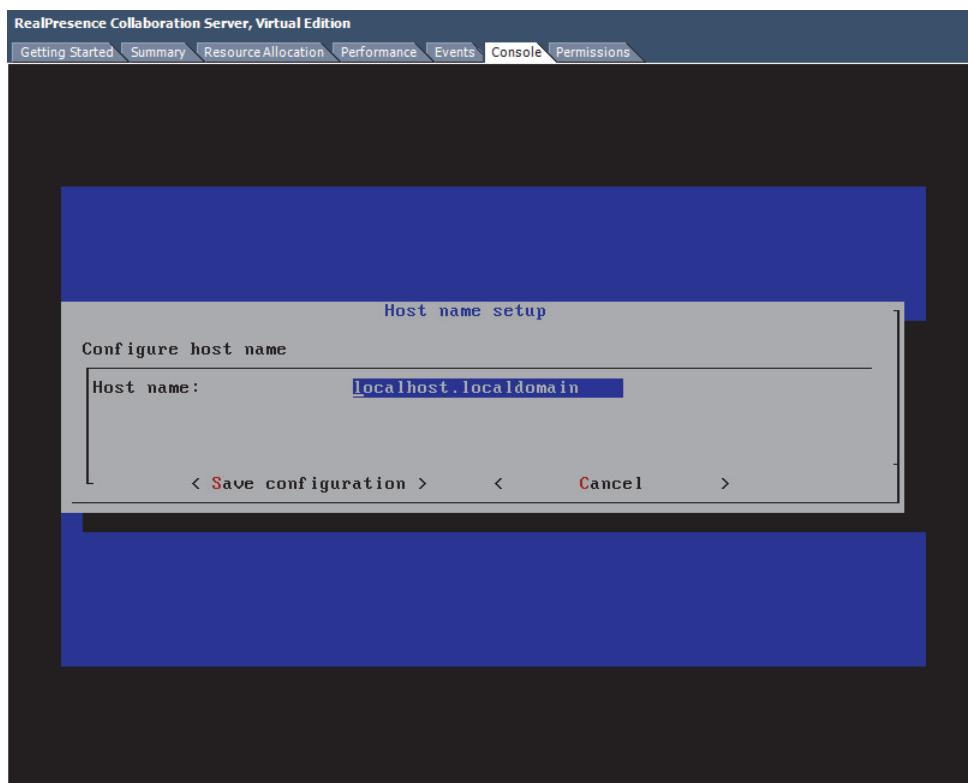 RealPresence Collaboration Server, Virtual Edition
Getting Started Summary Resource Allocation Performance Events Console Permissions
Host name setup
Configure host name
Host name: localhost.localdomain
< Save configuration > < Cancel >